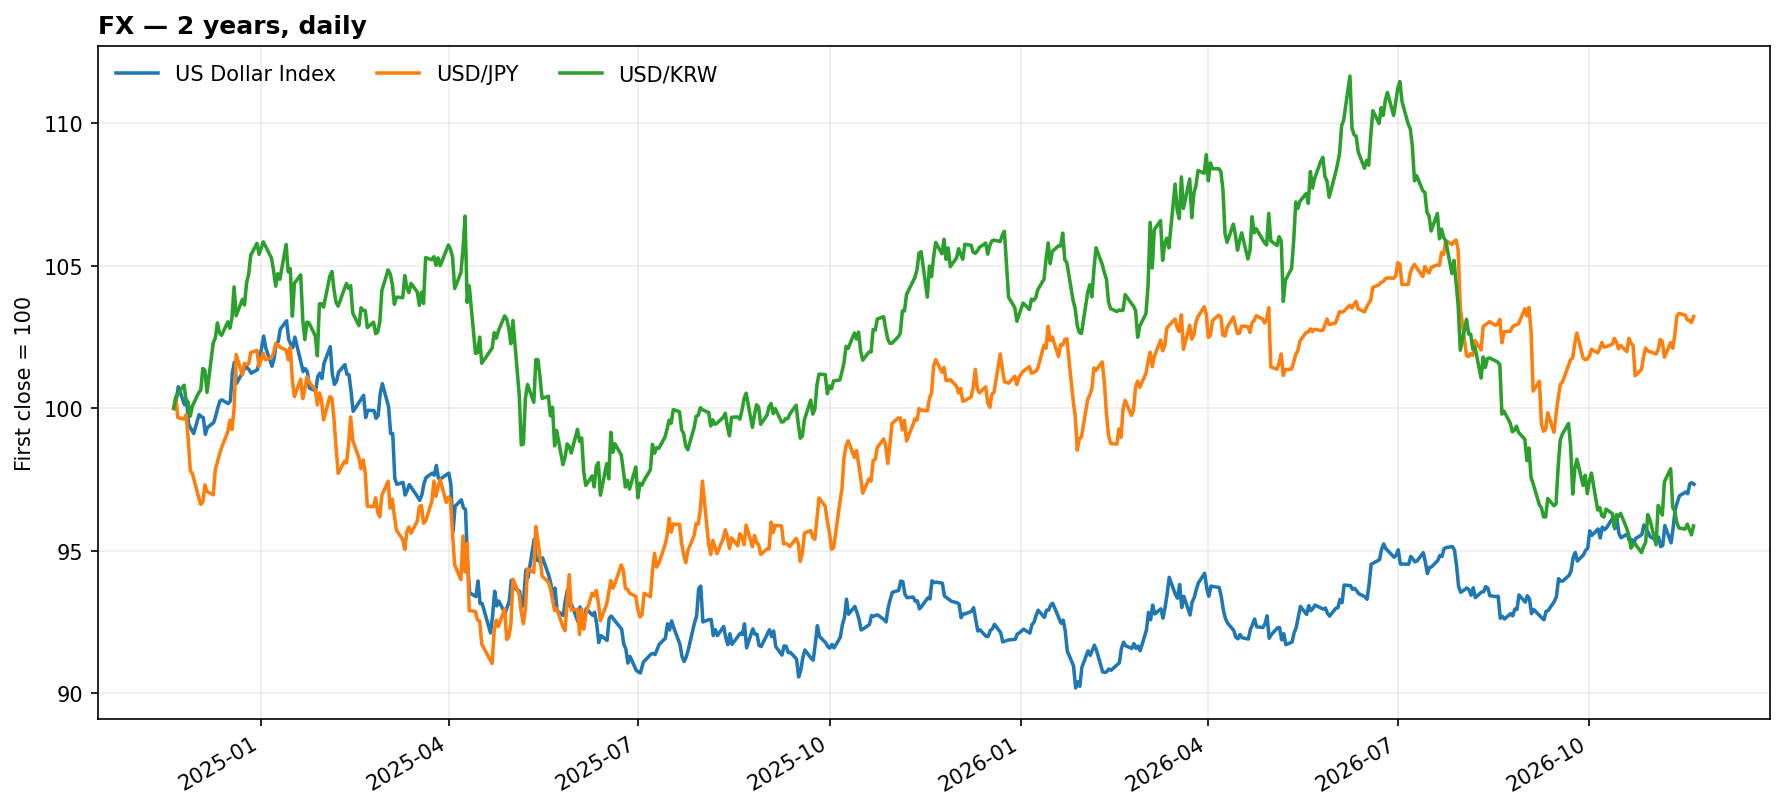 FX — 2 years, daily
US Dollar Index
USD/JPY
USD/KRW
First close = 100
110
105
100
95
90
2025-01
2025-04
2025-07
2025-10
2026-01
2026-04
2026-07
2026-10